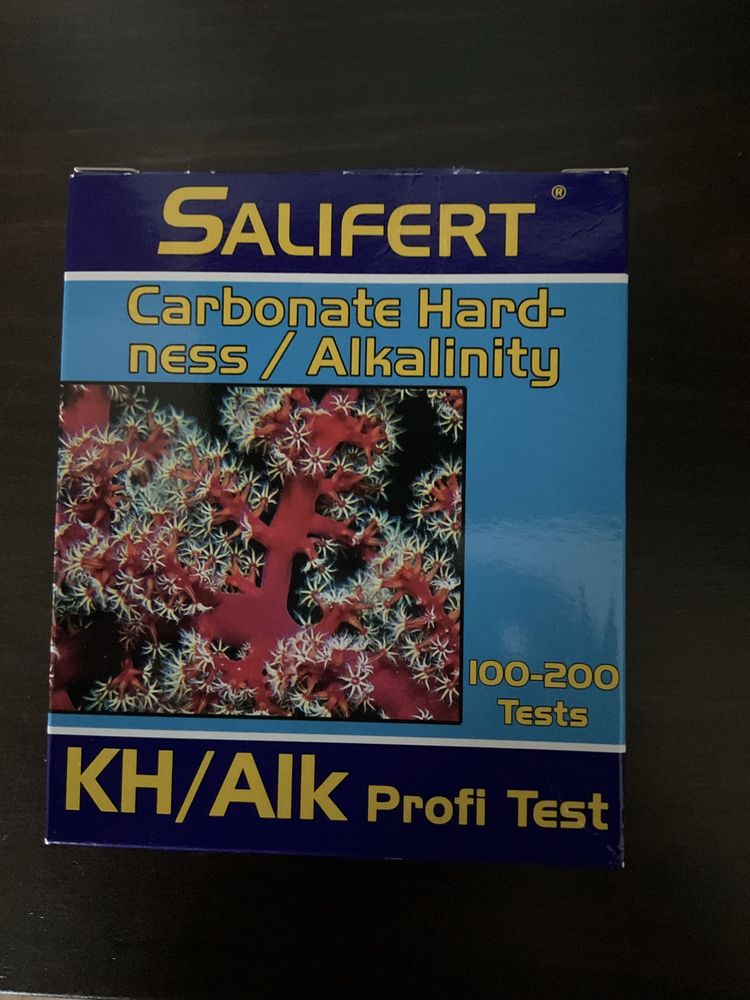 SALIFERT ®
Carbonate Hard-
ness / Alkalinity
100-200
Tests
KH/Alk Profi Test